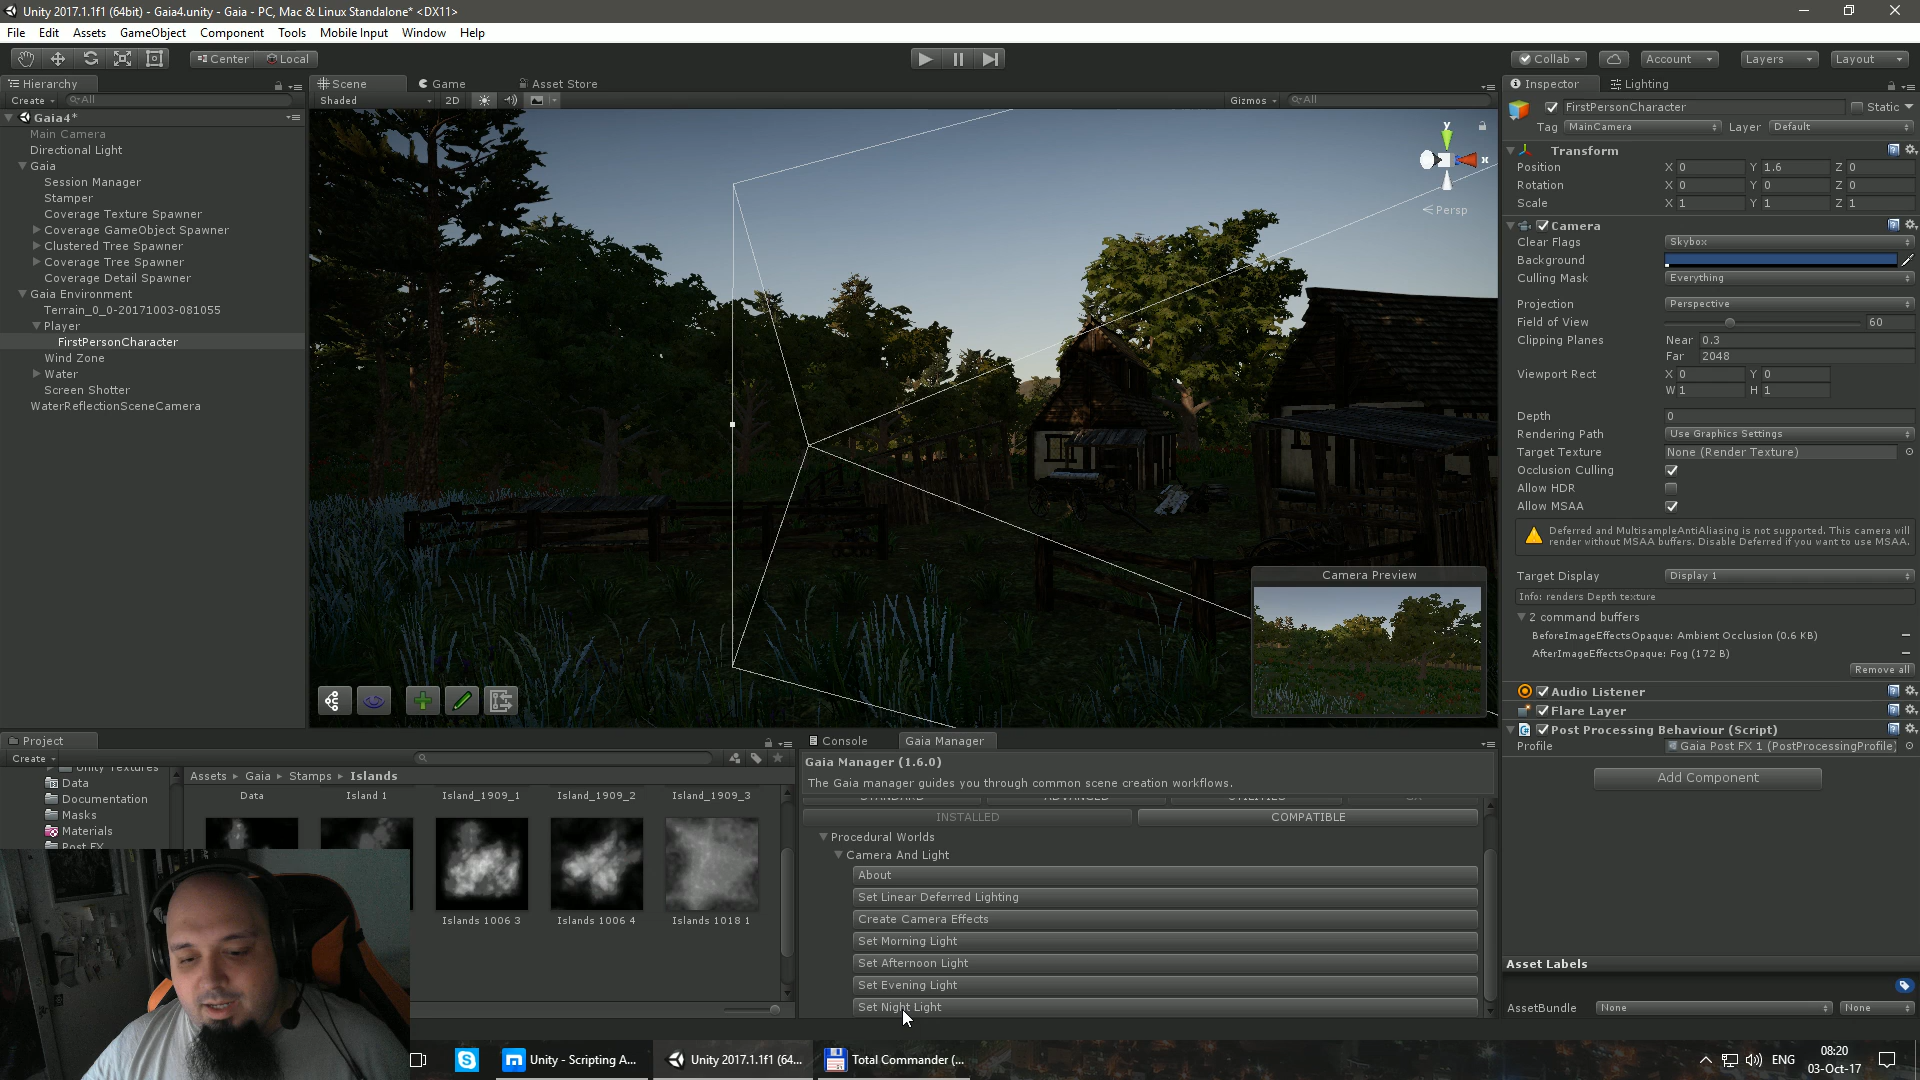 Unity 2017.1.1f1 (64bit) - Gaia4.unity - Gaia - PC, Mac & Linux Standalone* <DX11>
File Edit Assets GameObject Component Tools Mobile Input Window Help
Center Local
Collab Account Layers Layout
Hierarchy
Create All
Gaia4*
Main Camera
Directional Light
Gaia
Session Manager
Stamper
Coverage Texture Spawner
Coverage GameObject Spawner
Clustered Tree Spawner
Coverage Tree Spawner
Coverage Detail Spawner
Gaia Environment
Terrain_0_0-20171003-081055
Player
FirstPersonCharacter
Wind Zone
Water
Screen Shotter
WaterReflectionSceneCamera
Scene Game Asset Store
Shaded 2D Gizmos All
y
x
Persp
Camera Preview
Inspector Lighting
FirstPersonCharacter Static
Tag MainCamera Layer Default
Transform
Position X 0 Y 1.6 Z 0
Rotation X 0 Y 0 Z 0
Scale X 1 Y 1 Z 1
Camera
Clear Flags Skybox
Background
Culling Mask Everything
Projection Perspective
Field of View 60
Clipping Planes Near 0.3
Far 2048
Viewport Rect X 0 Y 0
W 1 H 1
Depth 0
Rendering Path Use Graphics Settings
Target Texture None (Render Texture)
Occlusion Culling
Allow HDR
Allow MSAA
Deferred and MultisampleAntiAliasing is not supported. This camera will
render without MSAA buffers. Disable Deferred if you want to use MSAA.
Target Display Display 1
Info: renders Depth texture
2 command buffers
BeforeImageEffectsOpaque: Ambient Occlusion (0.6 KB)
AfterImageEffectsOpaque: Fog (172 B)
Remove all
Audio Listener
Flare Layer
Post Processing Behaviour (Script)
Profile Gaia Post FX 1 (PostProcessingProfile)
Add Component
Asset Labels
AssetBundle None None
Project
Create
Unity Textures
Data
Documentation
Masks
Materials
Post FX
Assets Gaia Stamps Islands
Data Island 1 Island_1909_1 Island_1909_2 Island_1909_3
Islands 1006 3 Islands 1006 4 Islands 1018 1
Console Gaia Manager
Gaia Manager (1.6.0)
The Gaia manager guides you through common scene creation workflows.
STANDARD ADVANCED UTILITIES GX
INSTALLED COMPATIBLE
Procedural Worlds
Camera And Light
About
Set Linear Deferred Lighting
Create Camera Effects
Set Morning Light
Set Afternoon Light
Set Evening Light
Set Night Light
Unity - Scripting A... Unity 2017.1.1f1 (64... Total Commander (...
ENG 08:20
03-Oct-17